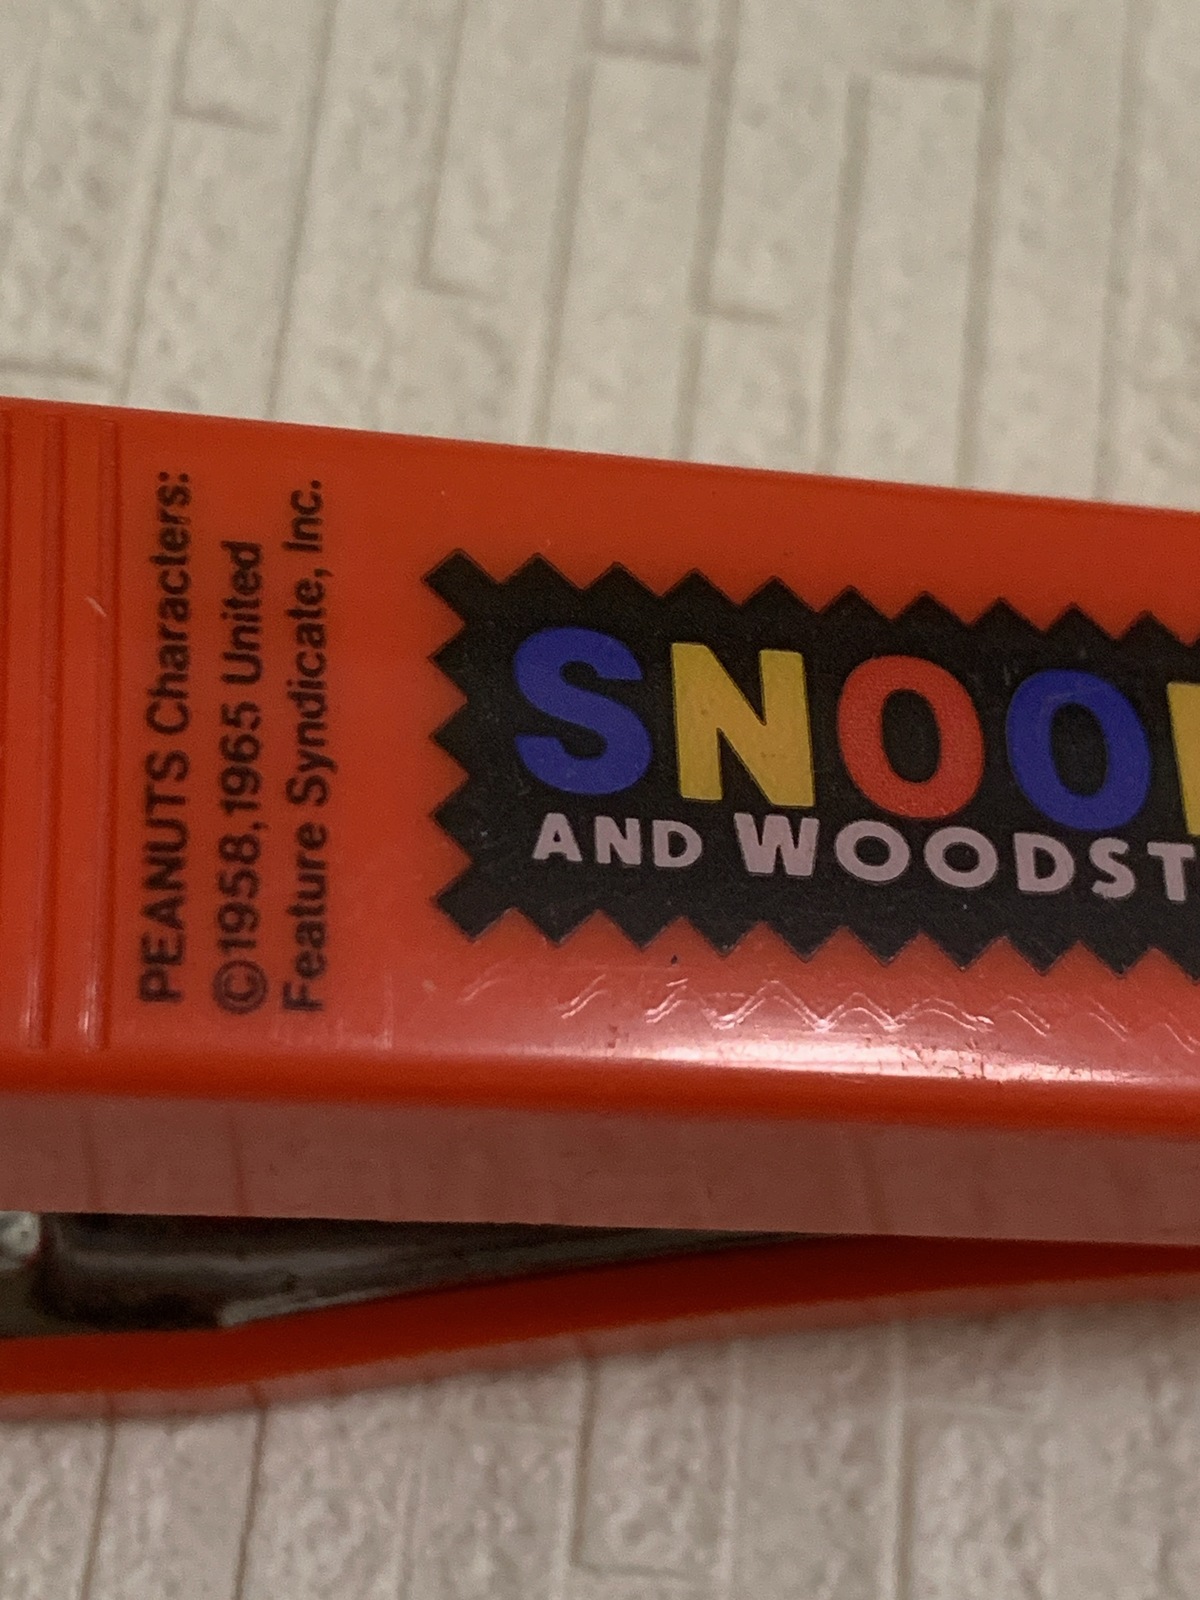 PEANUTS Characters:
©1958,1965 United
Feature Syndicate, Inc.
SNOO
AND WOODST